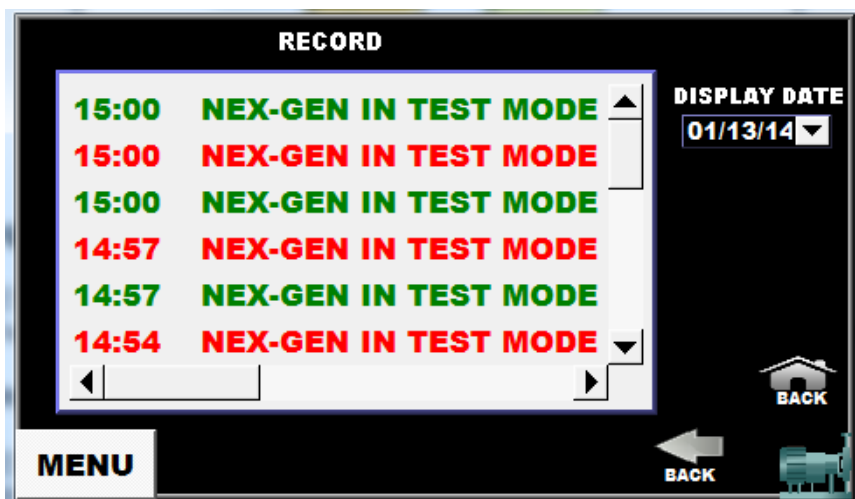 RECORD
15:00 NEX-GEN IN TEST MODE
15:00 NEX-GEN IN TEST MODE
15:00 NEX-GEN IN TEST MODE
14:57 NEX-GEN IN TEST MODE
14:57 NEX-GEN IN TEST MODE
14:54 NEX-GEN IN TEST MODE
DISPLAY DATE
01/13/14
BACK
MENU
BACK